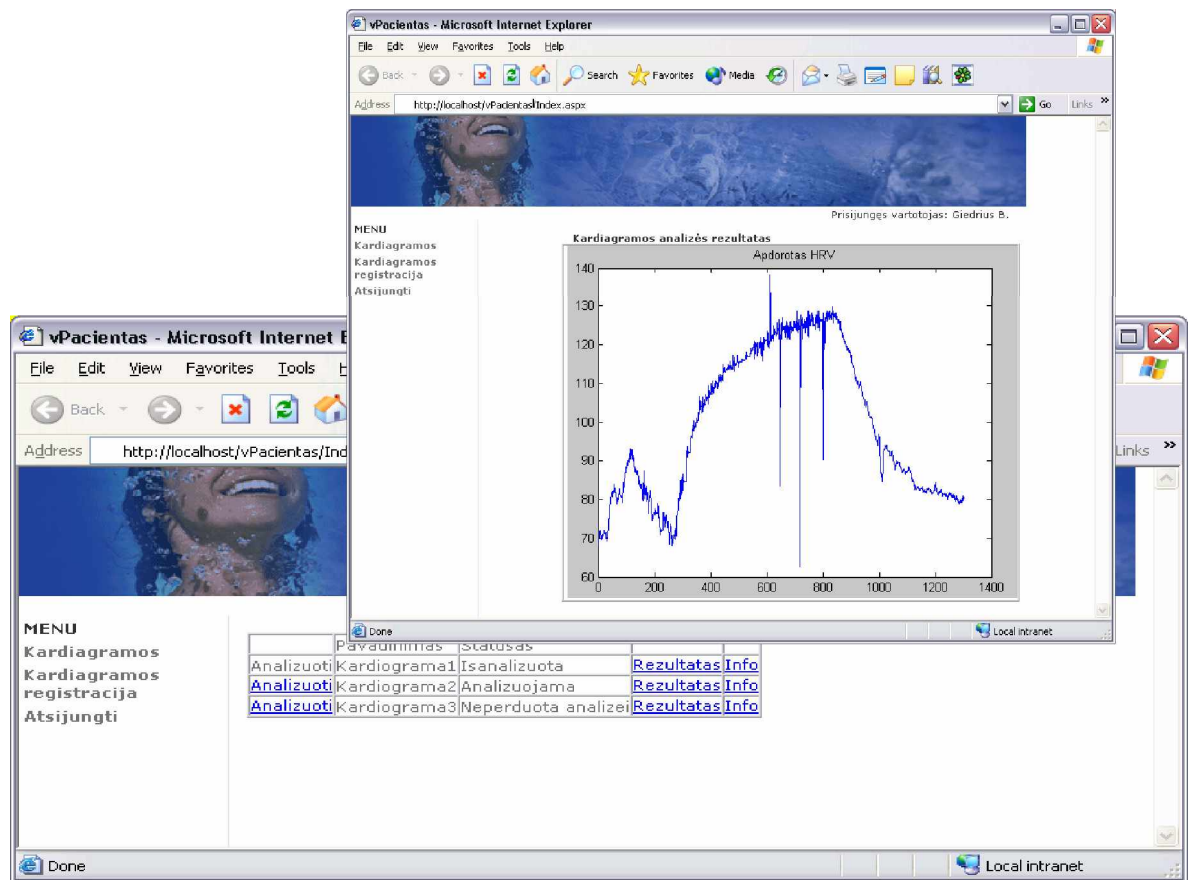 vPacientas - Microsoft Internet Explorer
File Edit View Favorites Tools Help
Back Search Favorites Media
Address http://localhost/vPacientas/Index.aspx Go Links »
Prisijungęs vartotojas: Giedrius B.
MENU
Kardiagramos
Kardiagramos
registracija
Atsijungti
Kardiagramos analizės rezultatas
Apdorotas HRV
140
130
120
110
100
90
80
70
60
0 200 400 600 800 1000 1200 1400
Done Local intranet
vPacientas - Microsoft Internet E
File Edit View Favorites Tools H
Back
Address http://localhost/vPacientas/Ind Links »
MENU
Kardiagramos
Kardiagramos
registracija
Atsijungti
Pavadinimas Statusas
Analizuoti Kardiograma1 Isanalizuota Rezultatas Info
Analizuoti Kardiograma2 Analizuojama Rezultatas Info
Analizuoti Kardiograma3 Neperduota analizei Rezultatas Info
Done Local intranet